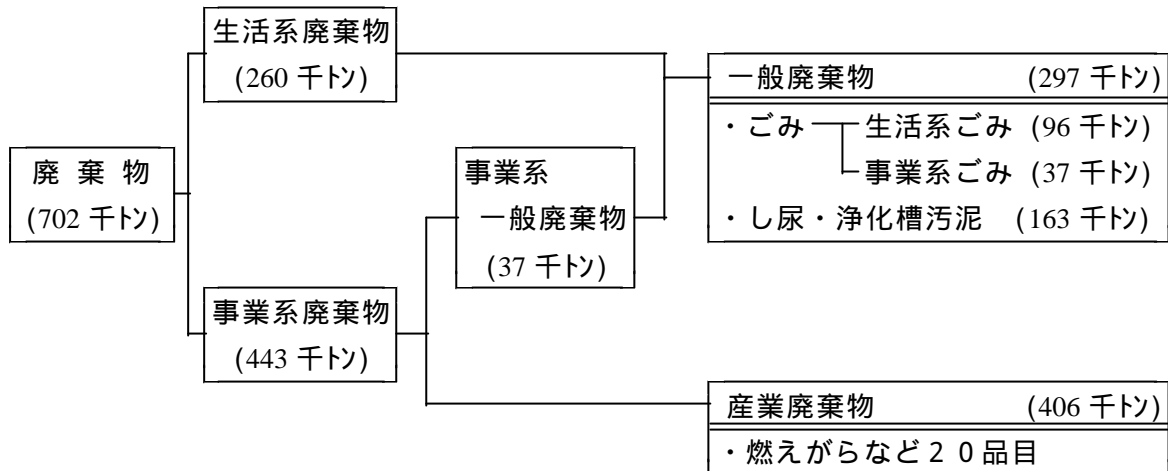 生活系廃棄物
(260 千トン)
一般廃棄物 (297 千トン)
・ごみ 生活系ごみ (96 千トン)
事業系ごみ (37 千トン)
・し尿・浄化槽汚泥 (163 千トン)
廃棄物
(702 千トン)
事業系
一般廃棄物
(37 千トン)
事業系廃棄物
(443 千トン)
産業廃棄物 (406 千トン)
・燃えがらなど20品目